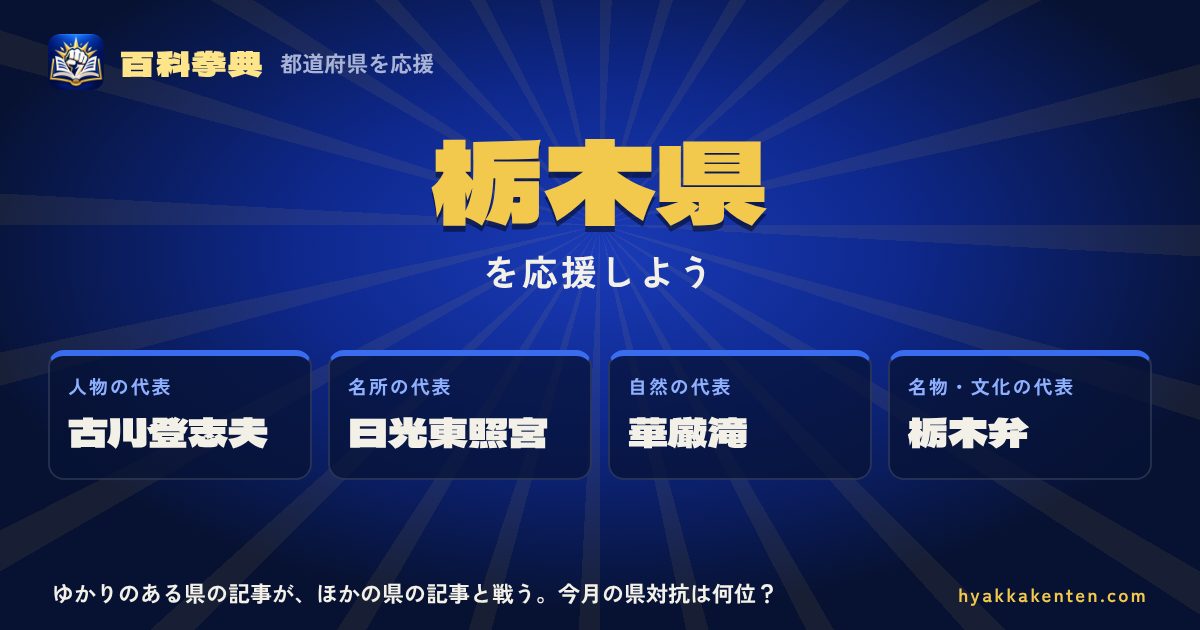 百科拳典 都道府県を応援
栃木県
を応援しよう
人物の代表
古川登志夫
名所の代表
日光東照宮
自然の代表
華厳滝
名物・文化の代表
栃木弁
ゆかりのある県の記事が、ほかの県の記事と戦う。今月の県対抗は何位？
hyakkakenten.com